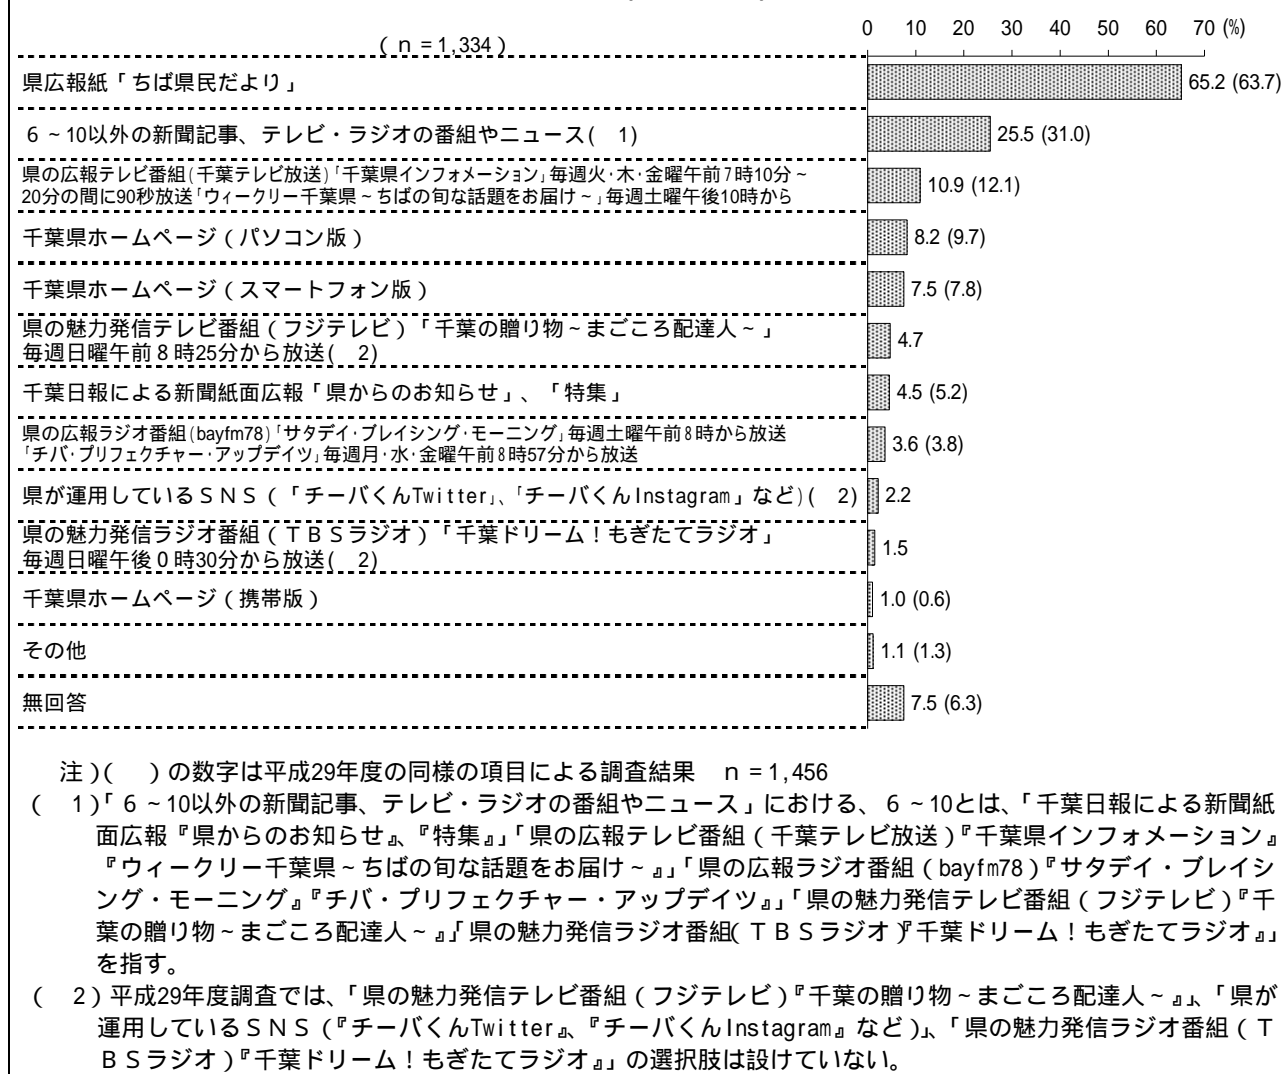 (n=1,334)
0 10 20 30 40 50 60 70 (%)
県広報紙「ちば県民だより」 65.2 (63.7)
6~10以外の新聞記事、テレビ・ラジオの番組やニュース( 1) 25.5 (31.0)
県の広報テレビ番組(千葉テレビ放送)「千葉県インフォメーション」毎週火・木・金曜午前7時10分~
20分の間に90秒放送「ウィークリー千葉県~ちばの旬な話題をお届け~」毎週土曜午後10時から 10.9 (12.1)
千葉県ホームページ(パソコン版) 8.2 (9.7)
千葉県ホームページ(スマートフォン版) 7.5 (7.8)
県の魅力発信テレビ番組(フジテレビ)「千葉の贈り物~まごころ配達人~」
毎週日曜午前8時25分から放送( 2) 4.7
千葉日報による新聞紙面広報「県からのお知らせ」、「特集」 4.5 (5.2)
県の広報ラジオ番組(bayfm78)「サタデイ・ブレイシング・モーニング」毎週土曜午前8時から放送
「チバ・プリフェクチャー・アップデイツ」毎週月・水・金曜午前8時57分から放送 3.6 (3.8)
県が運用しているSNS(「チーバくんTwitter」、「チーバくんInstagram」など)( 2) 2.2
県の魅力発信ラジオ番組(TBSラジオ)「千葉ドリーム!もぎたてラジオ」
毎週日曜午後0時30分から放送( 2) 1.5
千葉県ホームページ(携帯版) 1.0 (0.6)
その他 1.1 (1.3)
無回答 7.5 (6.3)
注)( )の数字は平成29年度の同様の項目による調査結果 n=1,456
( 1)「6~10以外の新聞記事、テレビ・ラジオの番組やニュース」における、6~10とは、「千葉日報による新聞紙
面広報『県からのお知らせ』、『特集』」「県の広報テレビ番組(千葉テレビ放送)『千葉県インフォメーション』
『ウィークリー千葉県~ちばの旬な話題をお届け~』」「県の広報ラジオ番組(bayfm78)『サタデイ・ブレイシ
ング・モーニング』『チバ・プリフェクチャー・アップデイツ』」「県の魅力発信テレビ番組(フジテレビ)『千
葉の贈り物~まごころ配達人~』」「県の魅力発信ラジオ番組(TBSラジオ)『千葉ドリーム!もぎたてラジオ』」
を指す。
( 2)平成29年度調査では、「県の魅力発信テレビ番組(フジテレビ)『千葉の贈り物~まごころ配達人~』」、「県が
運用しているSNS(『チーバくんTwitter』、『チーバくんInstagram』など)」、「県の魅力発信ラジオ番組(T
BSラジオ)『千葉ドリーム!もぎたてラジオ』」の選択肢は設けていない。